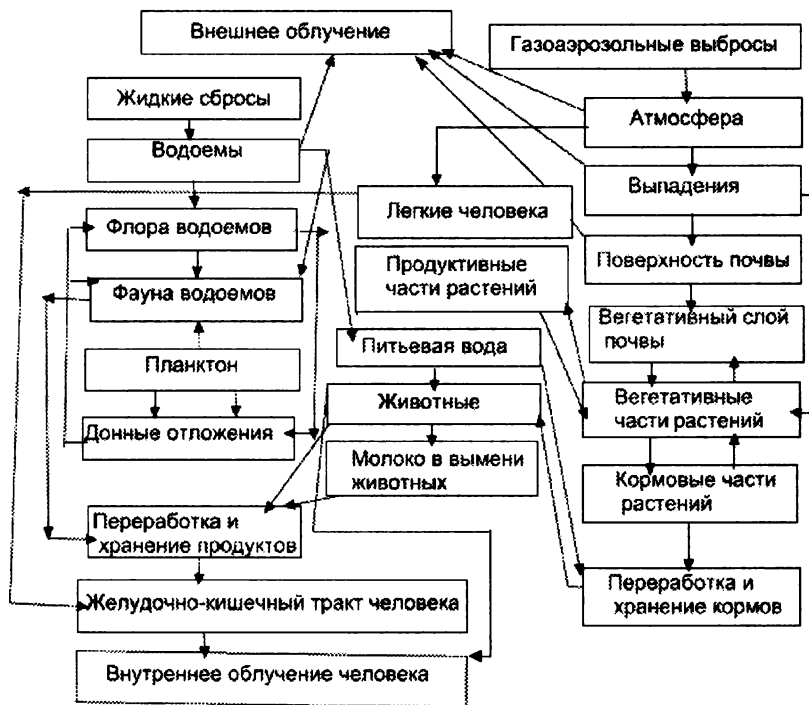 Внешнее облучение
Газоаэрозольные выбросы
Жидкие сбросы
Атмосфера
Водоемы
Выпадения
Легкие человека
Флора водоемов
Продуктивные
части растений
Поверхность почвы
Фауна водоемов
Вегетативный слой
почвы
Питьевая вода
Планктон
Животные
Вегетативные
части растений
Донные отложения
Молоко в вымени
животных
Кормовые части
растений
Переработка и
хранение продуктов
Переработка и
хранение кормов
Желудочно-кишечный тракт человека
Внутреннее облучение человека